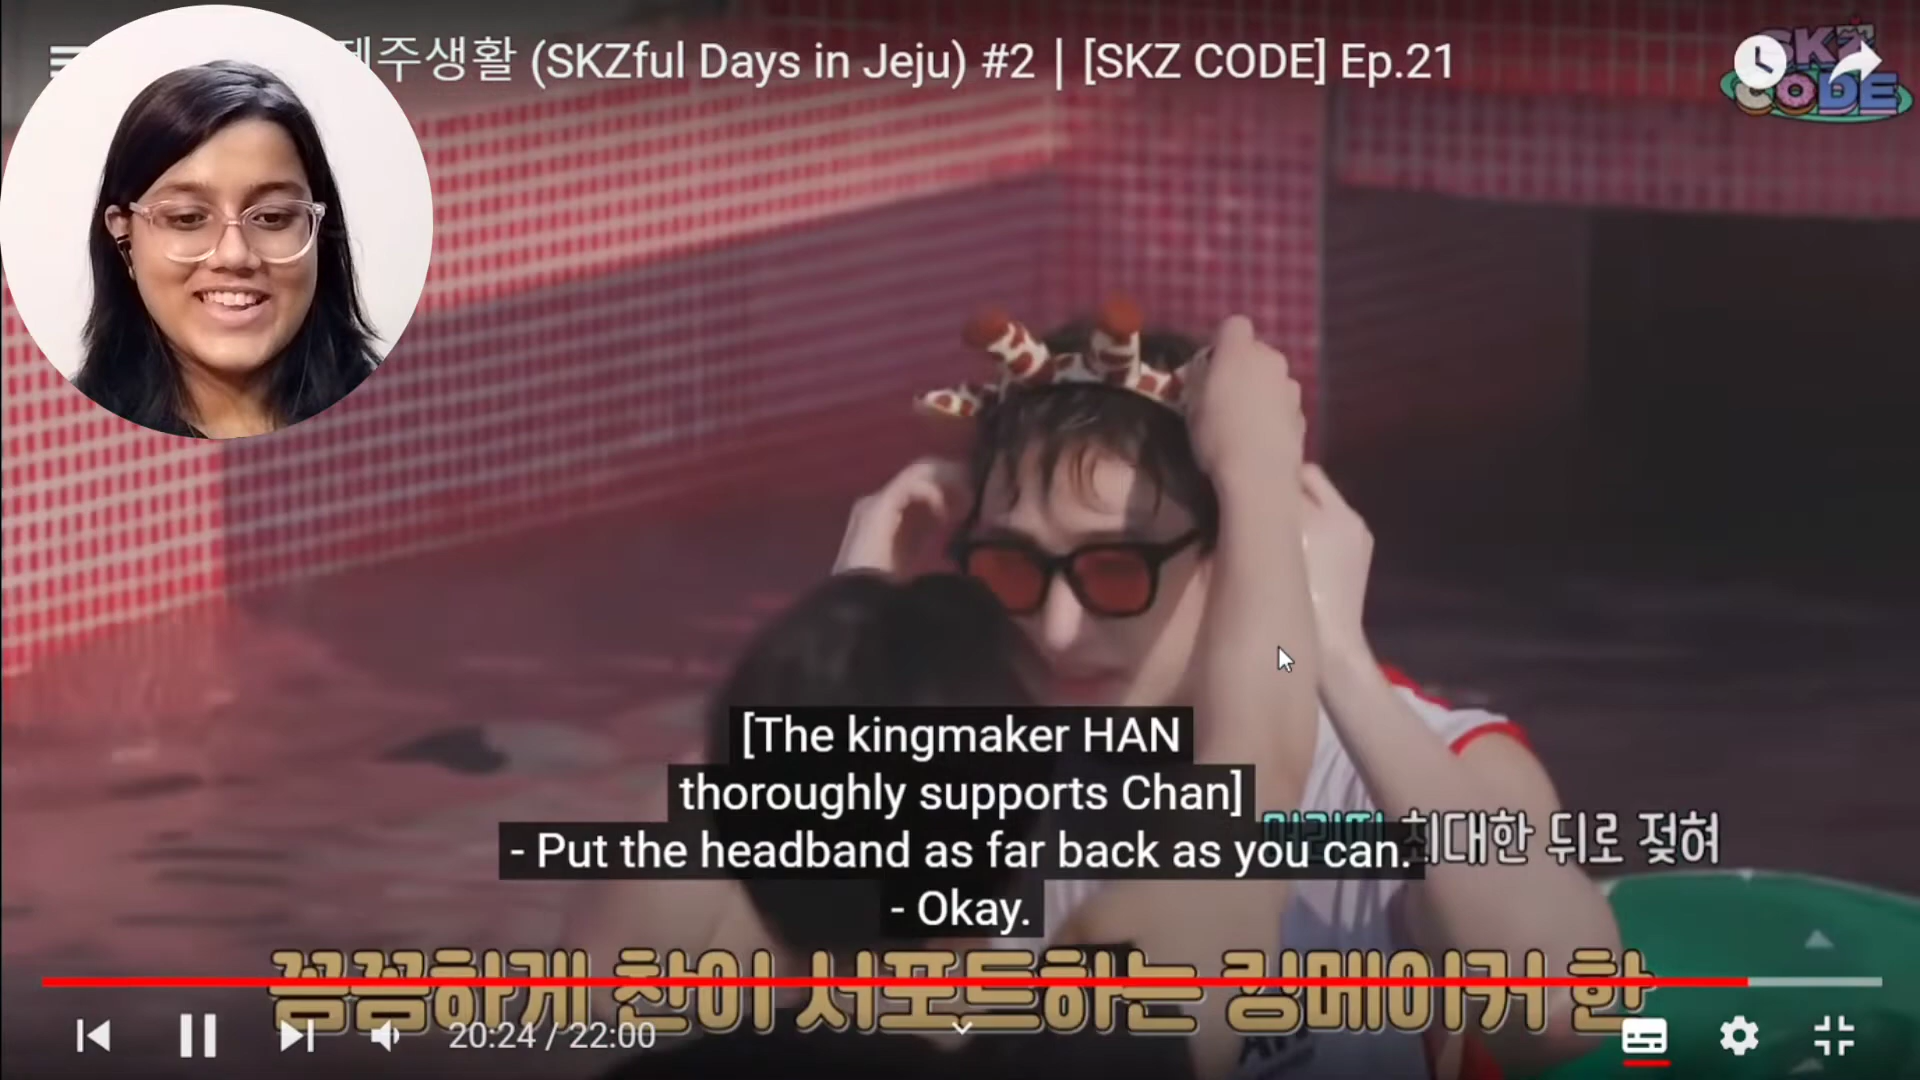 제주생활 (SKZful Days in Jeju) #2 | [SKZ CODE] Ep.21
SKZ
CODE
[The kingmaker HAN
thoroughly supports Chan]
최대한 뒤로 젖혀
- Put the headband as far back as you can.
- Okay.
꼼꼼하게 찬이 서포트하는 킹메이커 한
20:24 / 22:00